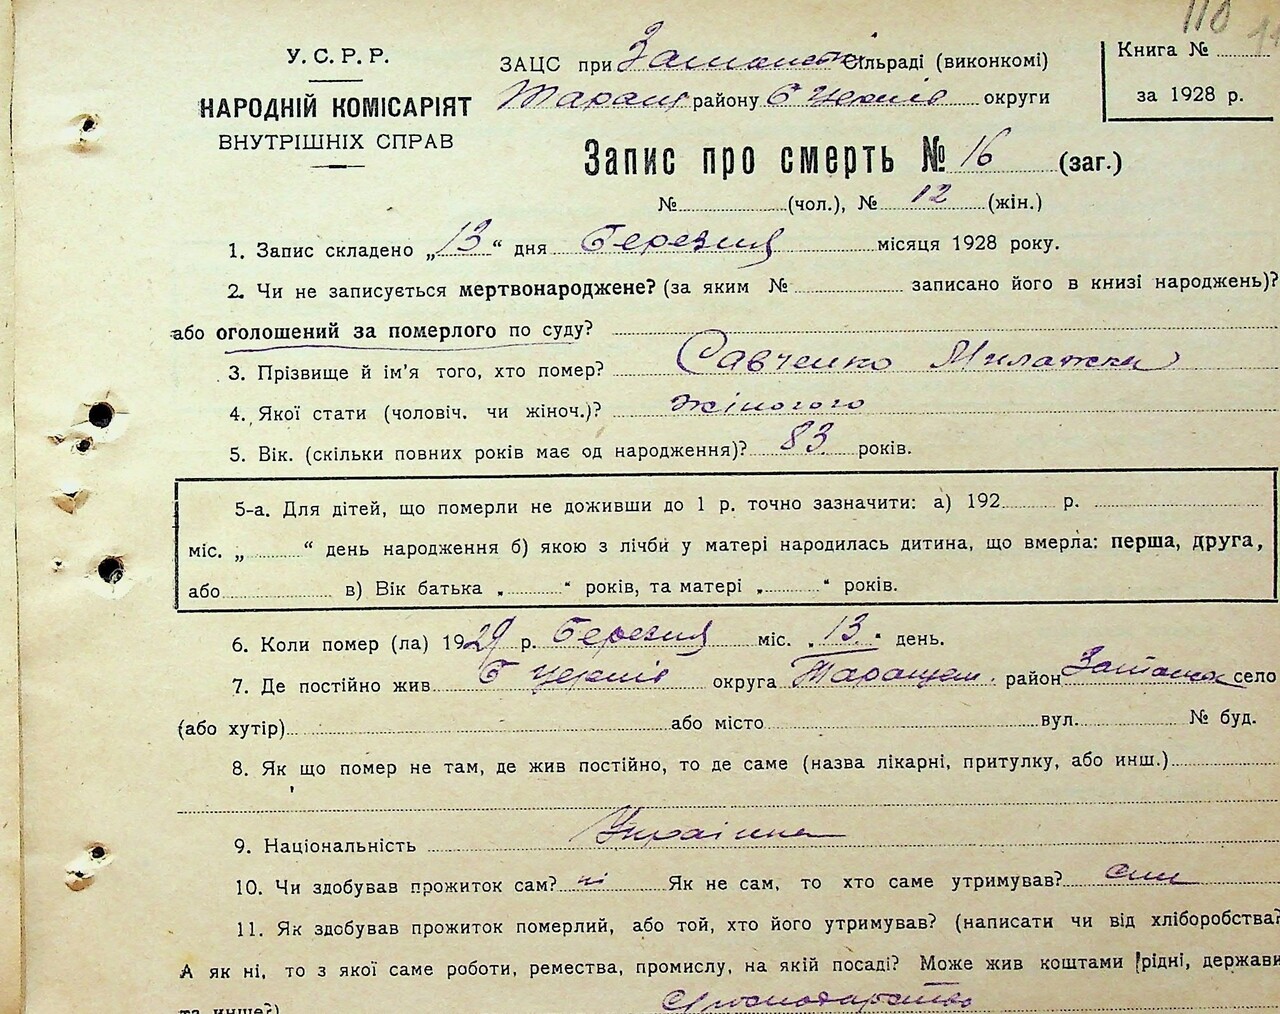 110
У.С.Р.Р.
НАРОДНІЙ КОМІСАРІЯТ
ВНУТРІШНІХ СПРАВ
ЗАЦС при Сільраді (виконкомі)
району Б Церків округи
Книга №
за 1928 р.
Запис про смерть № 16 (заг.)
№ (чол.), № 12 (жін.)
1. Запис складено „13“ дня Березня місяця 1928 року.
2. Чи не записується мертвонароджене? (за яким № записано його в книзі народжень)?
або оголошений за померлого по суду?
3. Прізвище й ім'я того, хто помер? Савченко Милашки
4. Якої стати (чоловіч. чи жіноч.)? жіночого
5. Вік. (скільки повних років має од народження)? 83 років.
5-а. Для дітей, що померли не доживши до 1 р. точно зазначити: а) 192 р.
міс. „ “ день народження б) якою з лічби у матері народилась дитина, що вмерла: перша, друга,
або в) Вік батька „ “ років, та матері „ “ років.
6. Коли помер (ла) 1929 р. Березня міс. „13“ день.
7. Де постійно жив Б Церків округа Таращан. район село
(або хутір) або місто вул. № буд.
8. Як що помер не там, де жив постійно, то де саме (назва лікарні, притулку, або инш.)
9. Національність Українка
10. Чи здобував прожиток сам? ні Як не сам, то хто саме утримував? син
11. Як здобував прожиток померлий, або той, хто його утримував? (написати чи від хліборобства?
А як ні, то з якої саме роботи, ремества, промислу, на якій посаді? Може жив коштами рідні, держави
та инше?)